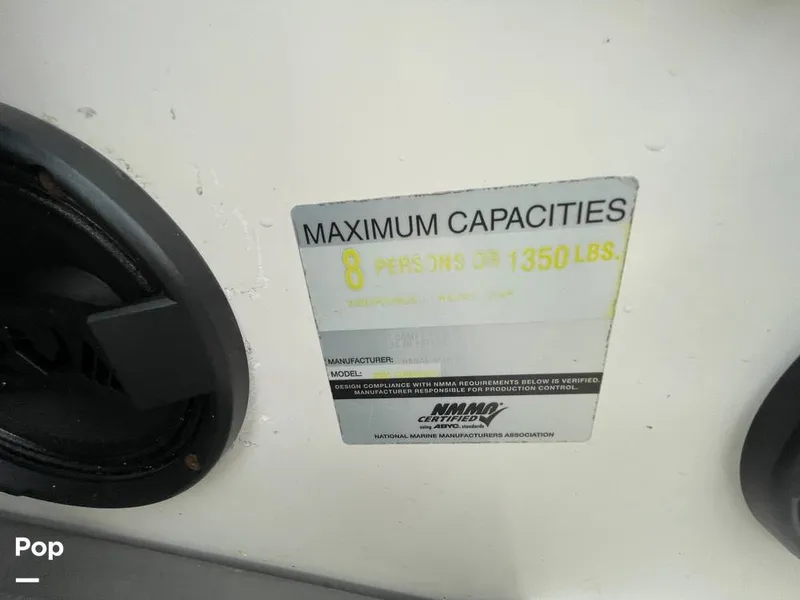 MAXIMUM CAPACITIES
8 PERSONS OR 1350 LBS.
MANUFACTURER:
MODEL:
DESIGN COMPLIANCE WITH NMMA REQUIREMENTS BELOW IS VERIFIED.
MANUFACTURER RESPONSIBLE FOR PRODUCTION CONTROL.
NMMA
CERTIFIED
using ABYC standards
NATIONAL MARINE MANUFACTURERS ASSOCIATION
Pop